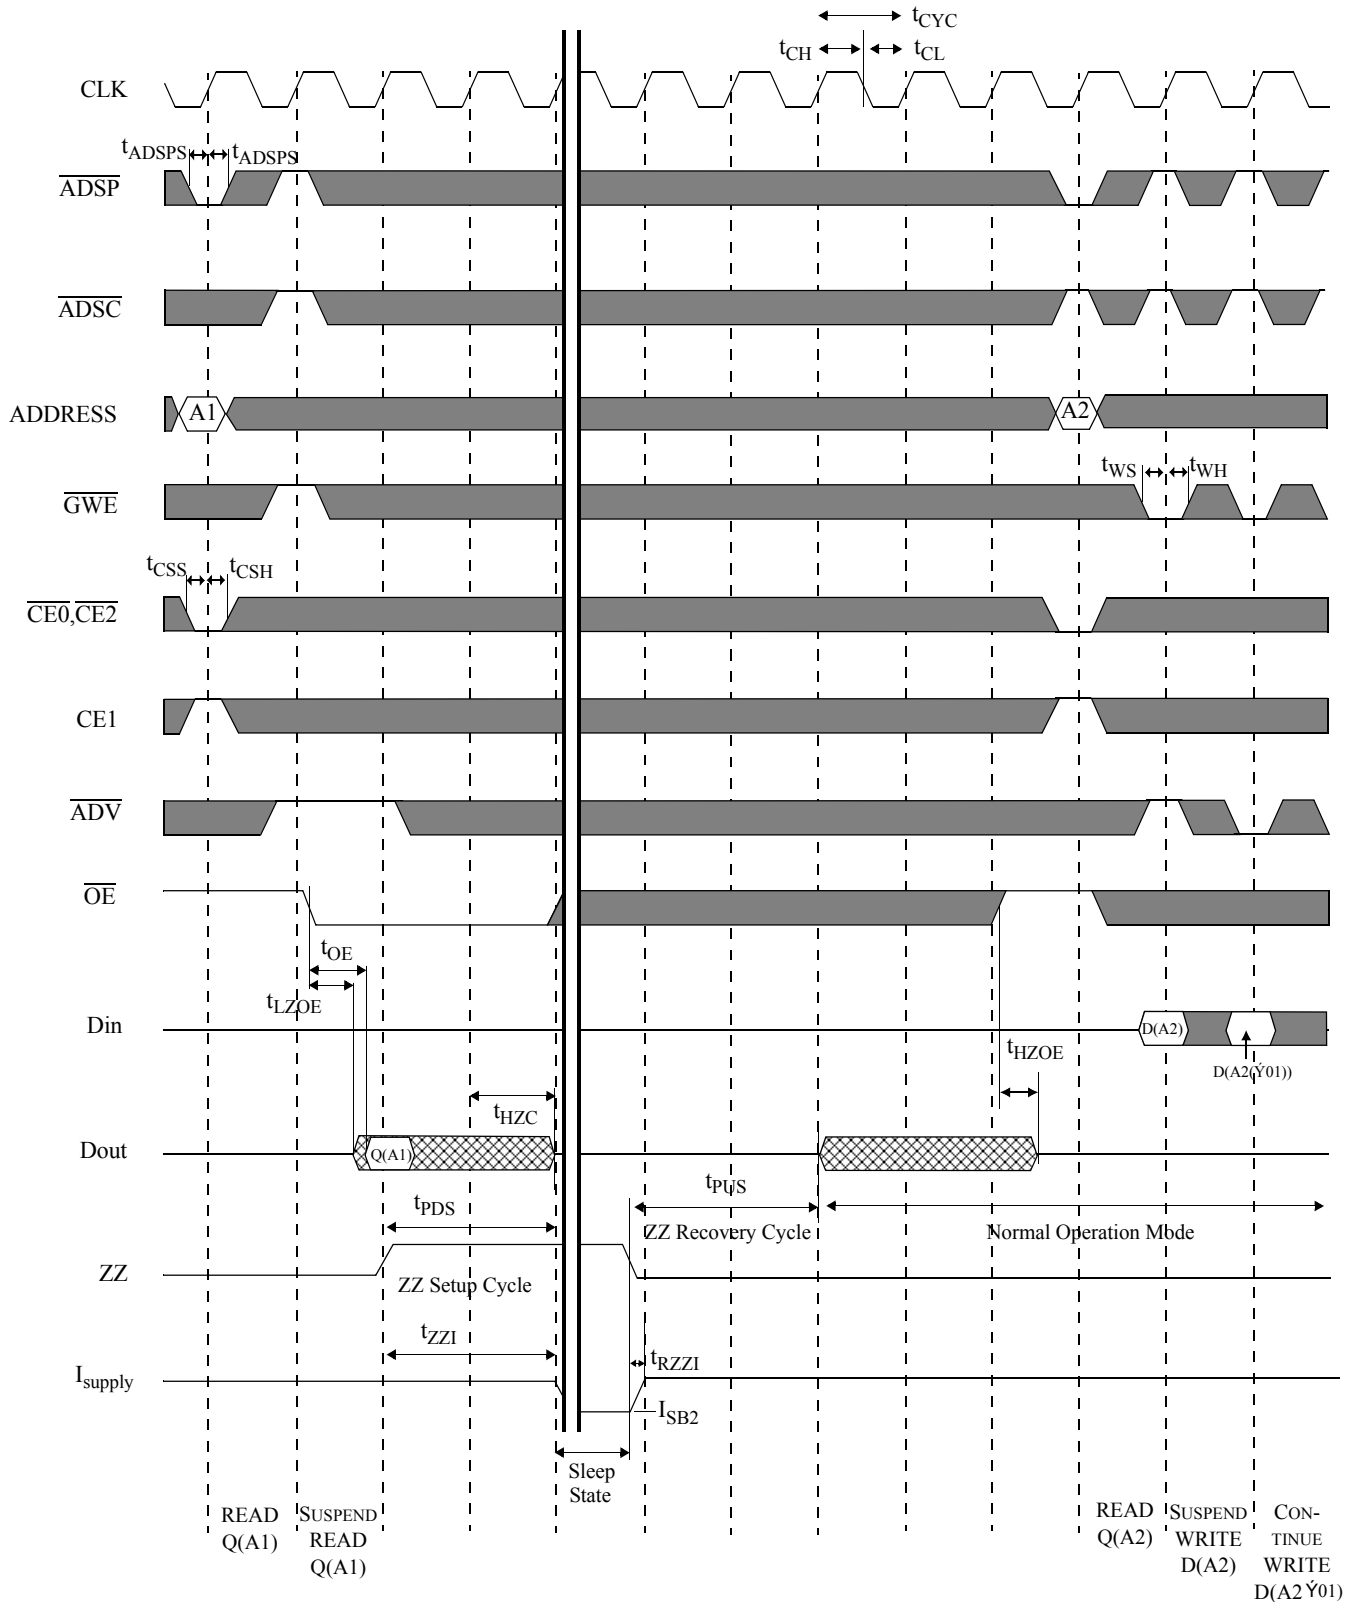 tCYC
tCH tCL
CLK
tADSPS tADSPS
ADSP
ADSC
ADDRESS A1 A2
tWS tWH
GWE
tCSS tCSH
CE0,CE2
CE1
ADV
OE
tOE
tLZOE
Din D(A2)
tHZOE D(A2(Ý01))
tHZC
Dout Q(A1)
tPUS
tPDS
ZZ Recovery Cycle Normal Operation Mode
ZZ ZZ Setup Cycle
tZZI
tRZZI
Isupply
ISB2
Sleep
State
READ
Q(A1)
SUSPEND
READ
Q(A1)
READ
Q(A2)
SUSPEND
WRITE
D(A2)
CON-
TINUE
WRITE
D(A2Ý01)